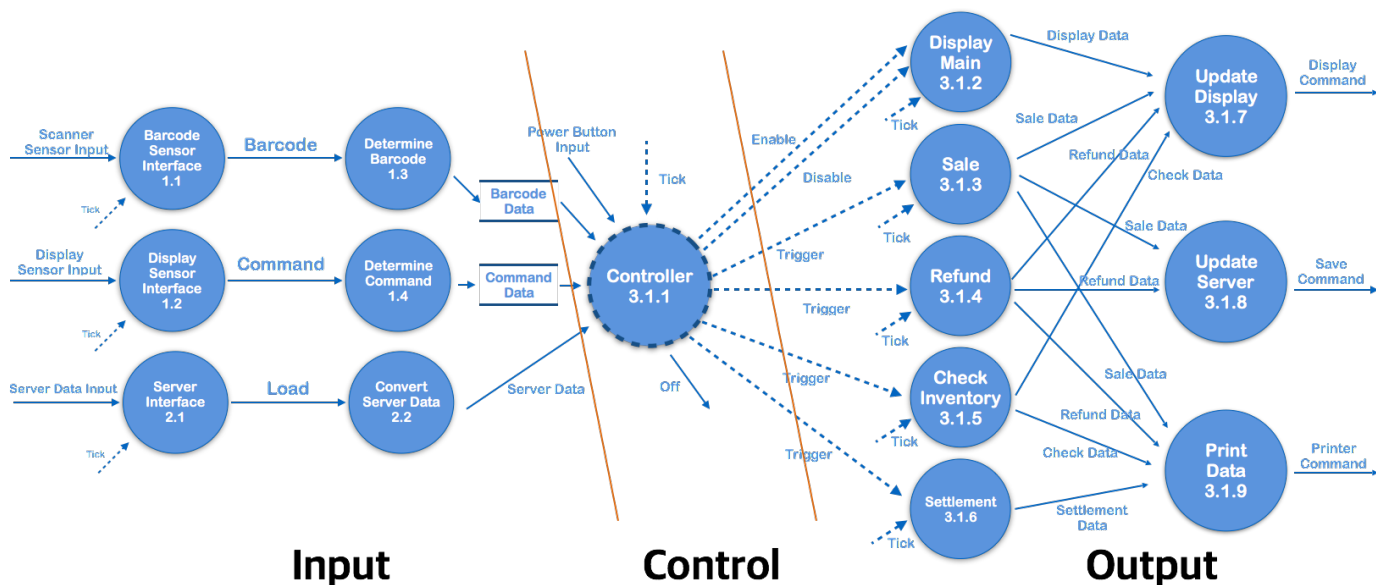 Scanner
Sensor Input
Tick
Barcode
Sensor
Interface
1.1
Barcode
Determine
Barcode
1.3
Barcode
Data
Display
Sensor Input
Tick
Display
Sensor
Interface
1.2
Command
Determine
Command
1.4
Command
Data
Server Data Input
Tick
Server
Interface
2.1
Load
Convert
Server Data
2.2
Server Data
Power Button
Input
Tick
Controller
3.1.1
Off
Enable
Disable
Trigger
Trigger
Trigger
Trigger
Display
Main
3.1.2
Tick
Sale
3.1.3
Tick
Refund
3.1.4
Tick
Check
Inventory
3.1.5
Tick
Settlement
3.1.6
Tick
Display Data
Sale Data
Refund Data
Check Data
Sale Data
Refund Data
Sale Data
Refund Data
Check Data
Settlement
Data
Update
Display
3.1.7
Display
Command
Update
Server
3.1.8
Save
Command
Print
Data
3.1.9
Printer
Command
Input
Control
Output